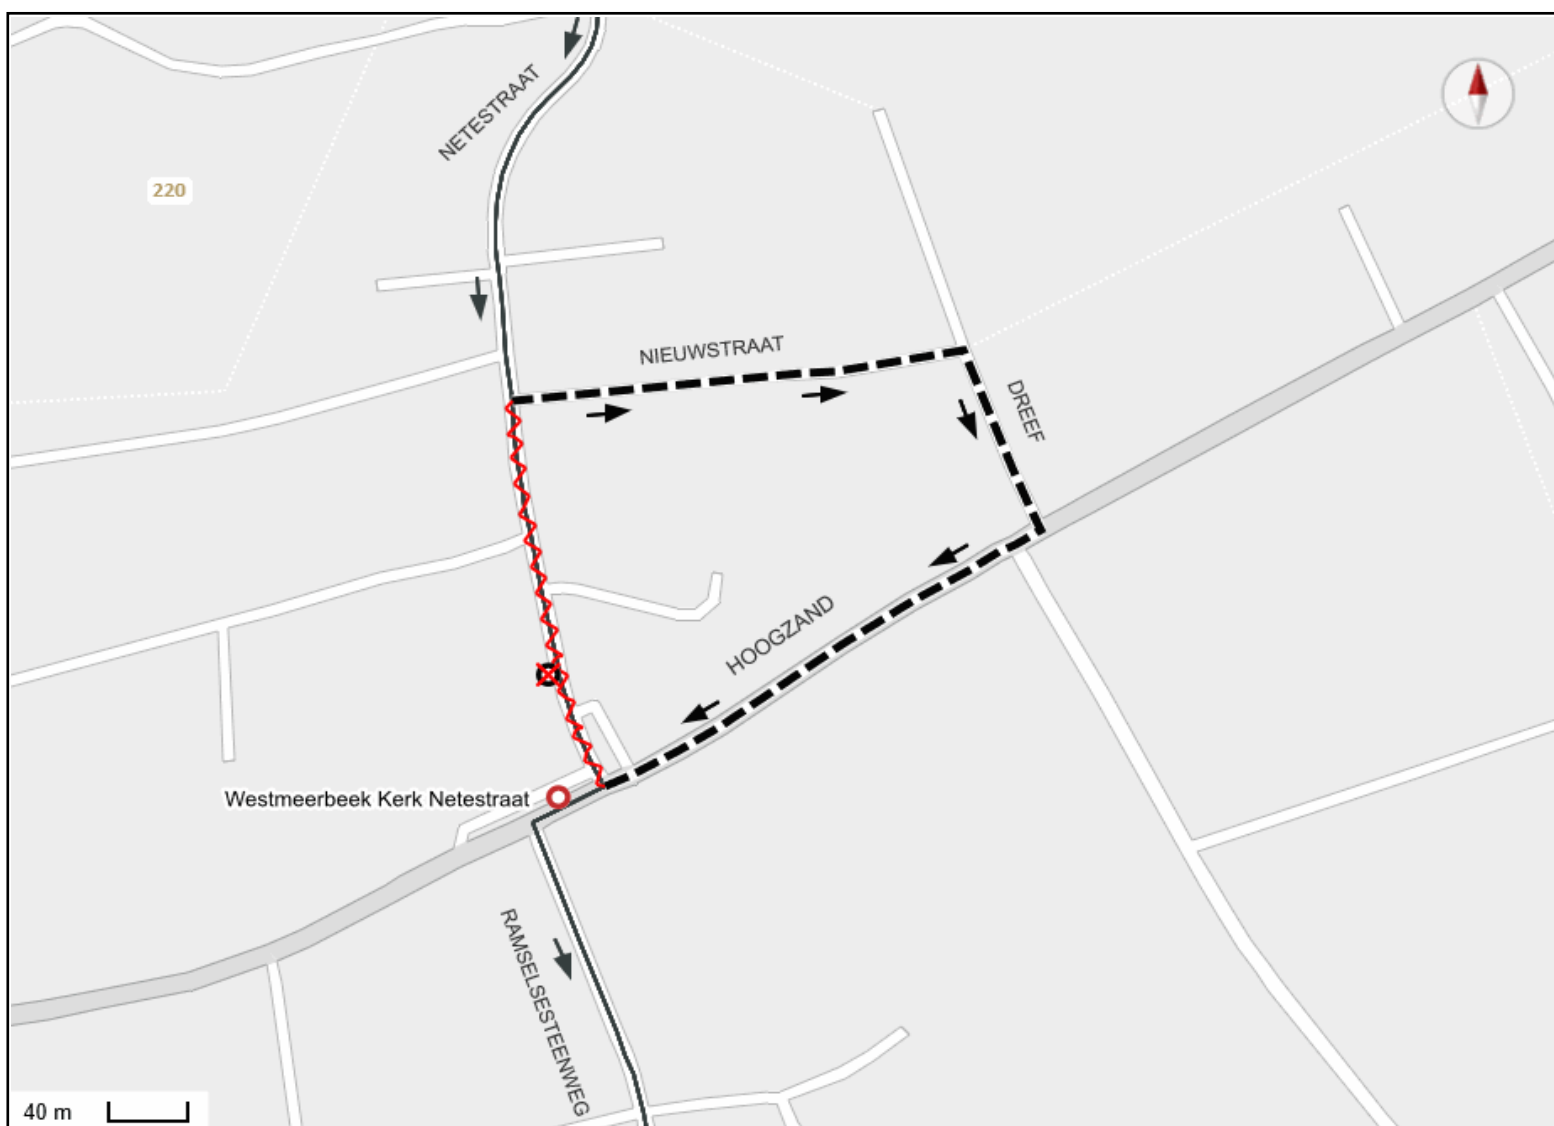 NETESTRAAT
220
NIEUWSTRAAT
DREEF
HOOGZAND
Westmeerbeek Kerk Netestraat
RAMSELSESTEENWEG
40 m